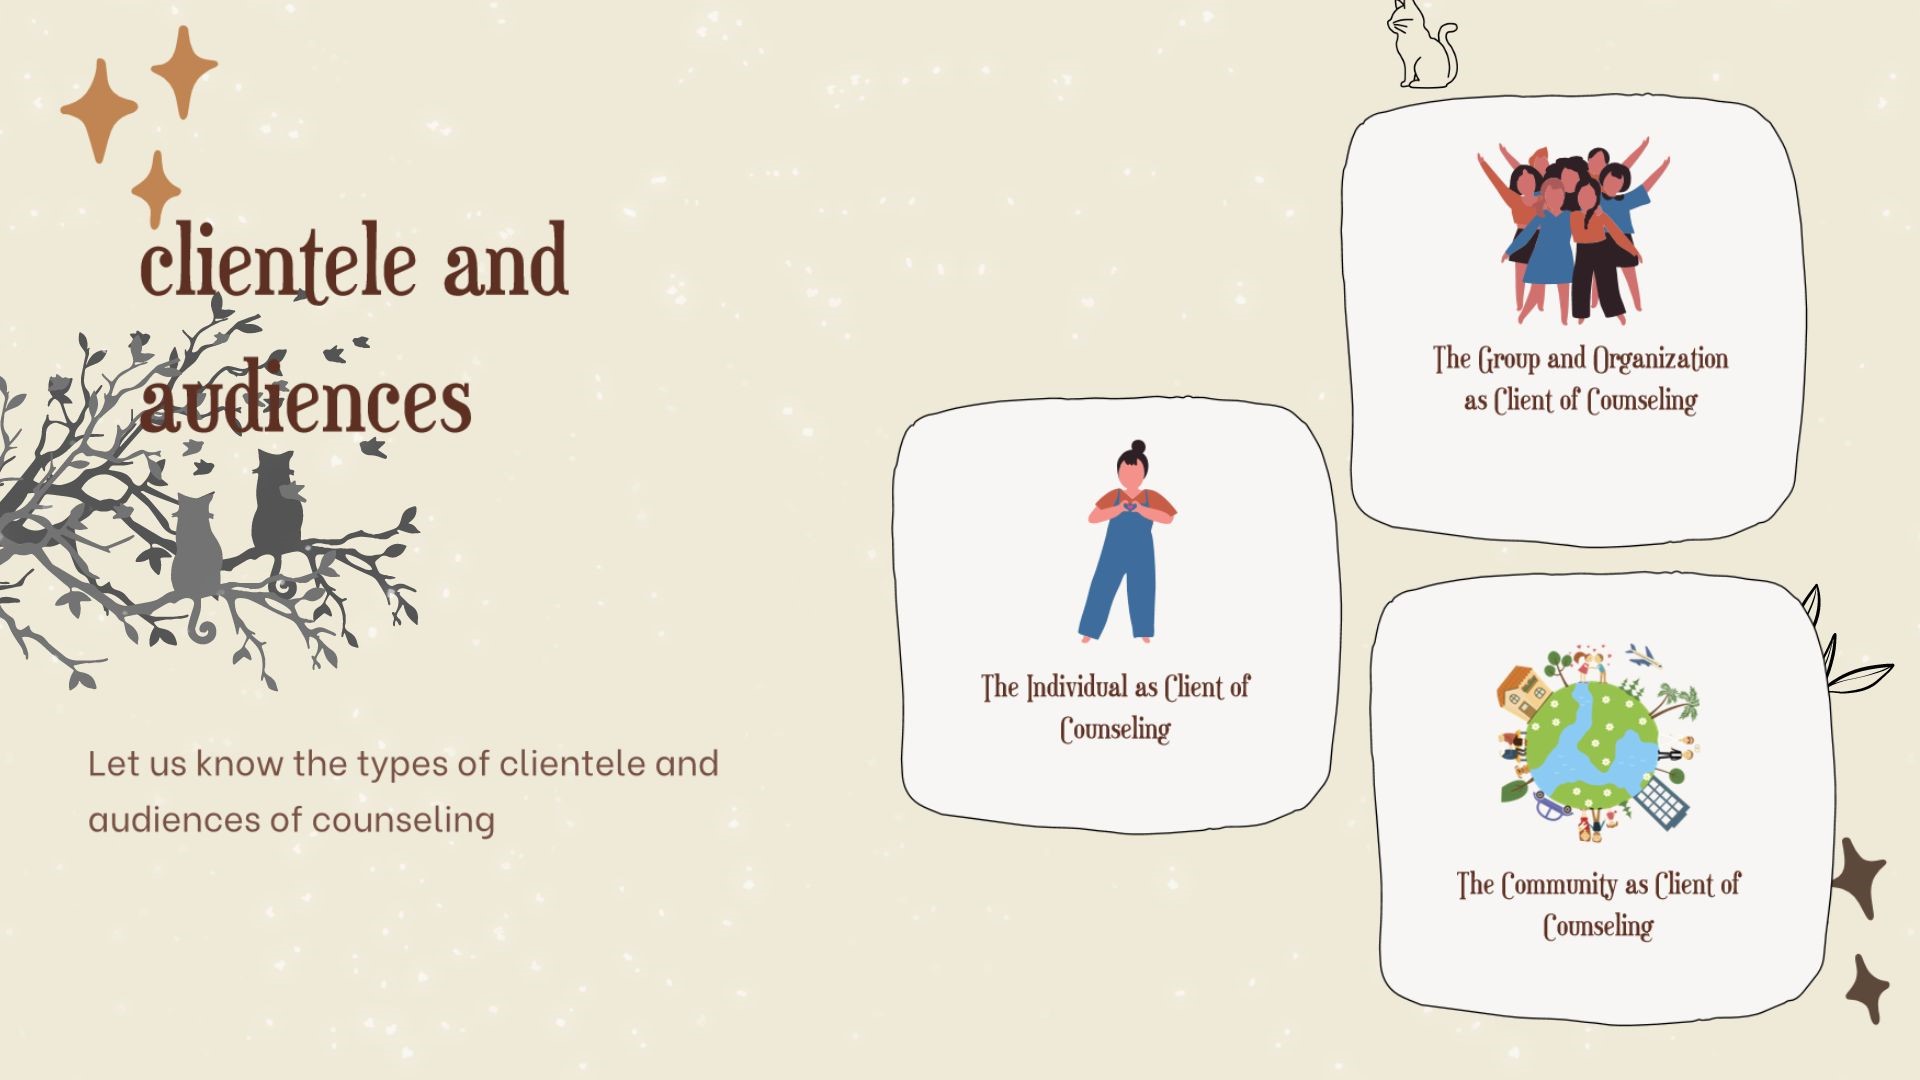 clientele and
audiences
Let us know the types of clientele and
audiences of counseling
The Individual as Client of
Counseling
The Group and Organization
as Client of Counseling
The Community as Client of
Counseling